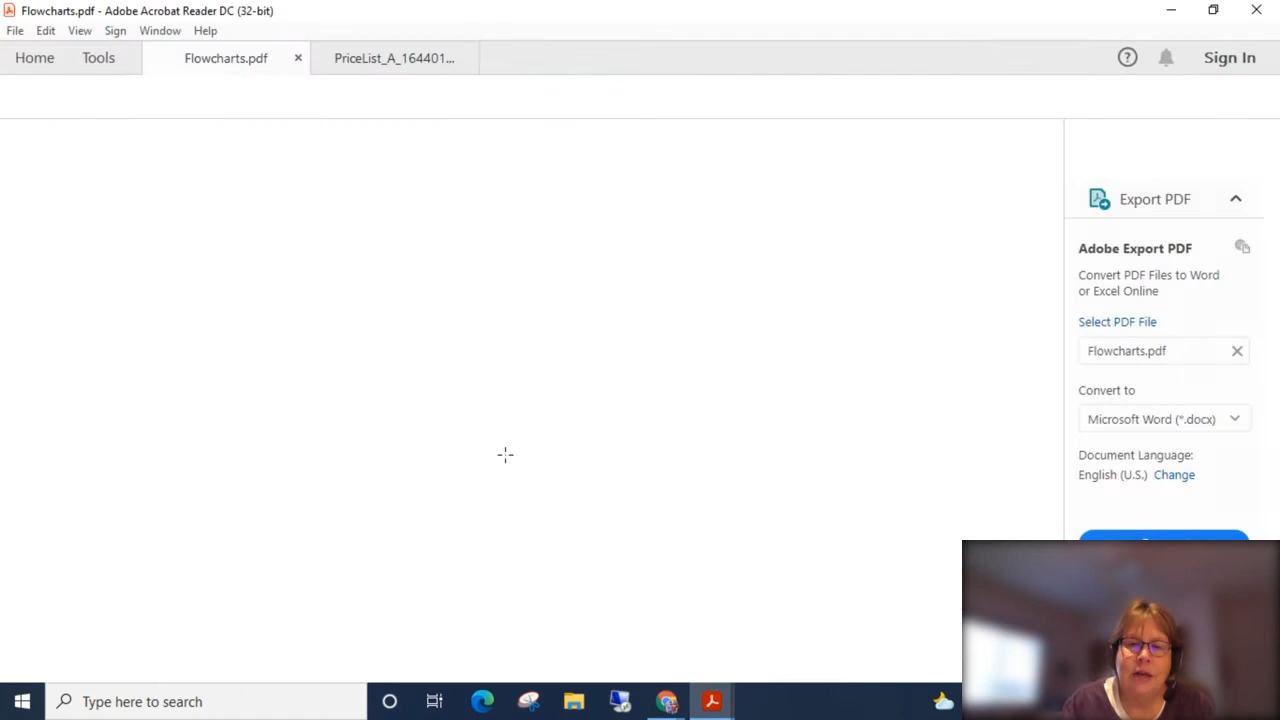 Flowcharts.pdf - Adobe Acrobat Reader DC (32-bit)
File Edit View Sign Window Help
Home Tools Flowcharts.pdf PriceList_A_164401... Sign In
Export PDF
Adobe Export PDF
Convert PDF Files to Word
or Excel Online
Select PDF File
Flowcharts.pdf
Convert to
Microsoft Word (*.docx)
Document Language:
English (U.S.) Change
Type here to search